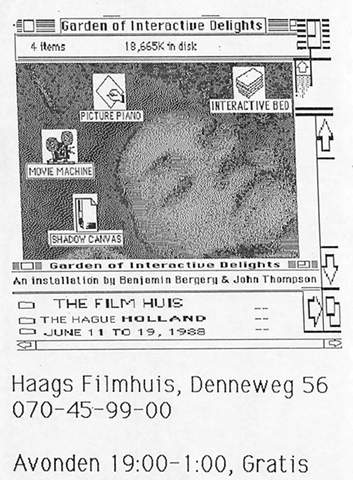 Garden of Interactive Delights
4 items 18,665K in disk
PICTURE PIANO
INTERACTIVE BED
MOVIE MACHINE
SHADOW CANVAS
Garden of Interactive Delights
An installation by Benjamin Bergery & John Thompson
THE FILM HUIS
THE HAGUE HOLLAND
JUNE 11 TO 19, 1988
Haags Filmhuis, Denneweg 56
070-45-99-00
Avonden 19:00-1:00, Gratis